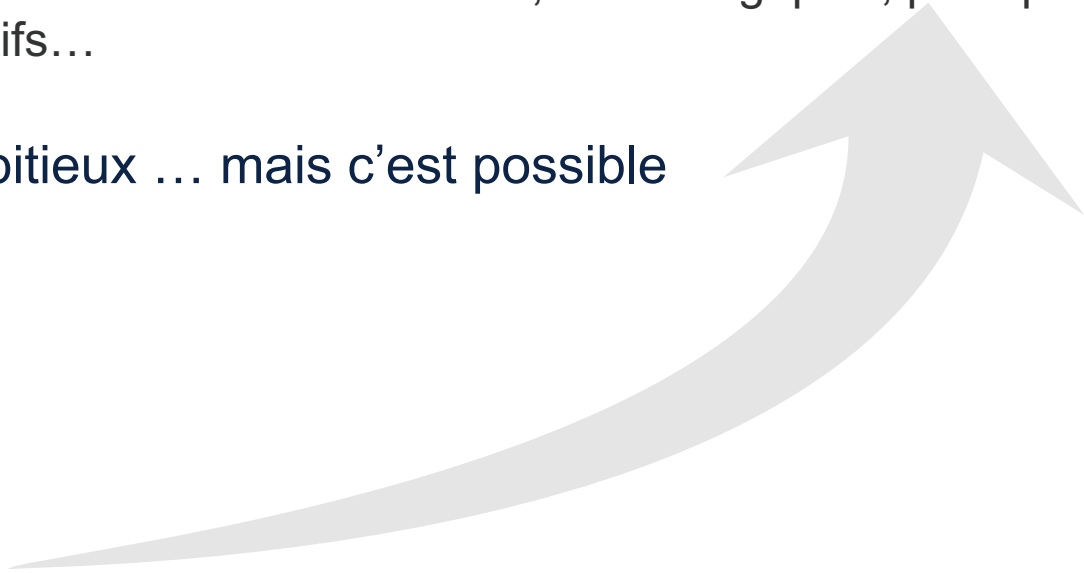 ifs…
bitieux … mais c’est possible